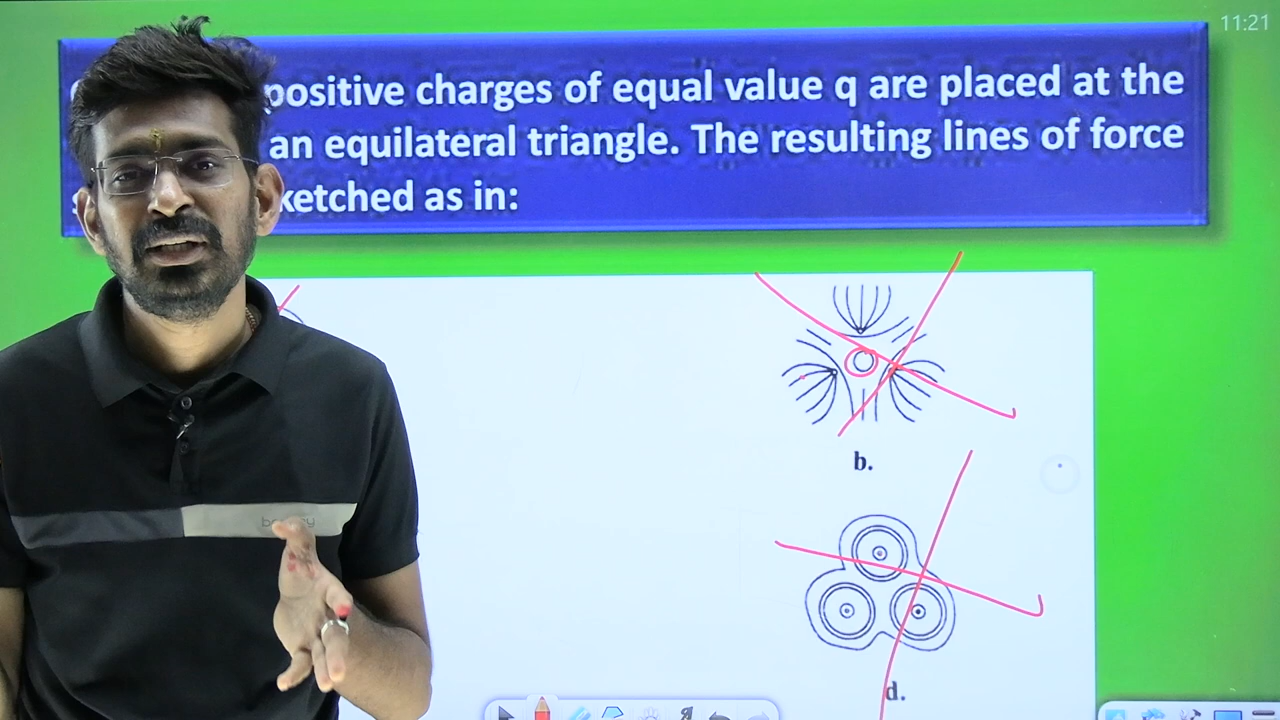 11:21
positive charges of equal value q are placed at the
an equilateral triangle. The resulting lines of force
ketched as in:
b.
d.